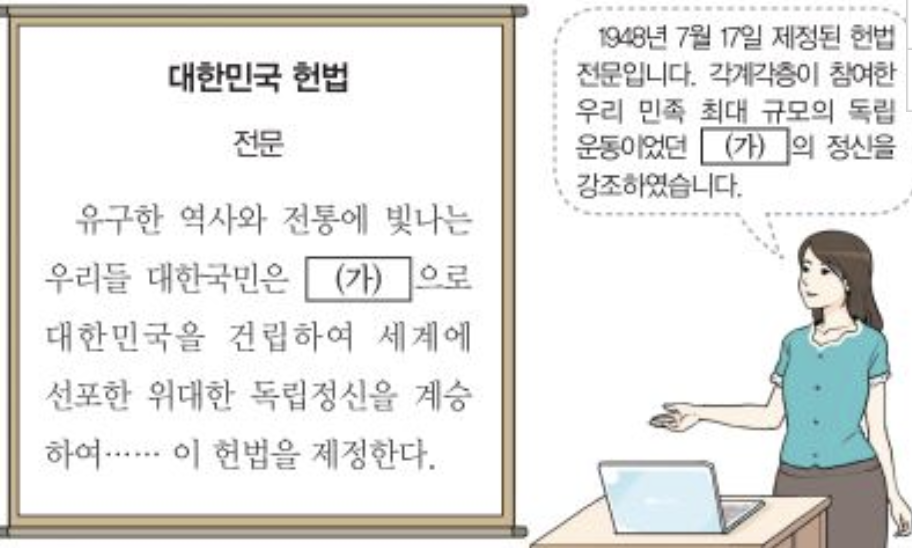 대한민국 헌법
전문
유구한 역사와 전통에 빛나는
우리들 대한국민은 (가) 으로
대한민국을 건립하여 세계에
선포한 위대한 독립정신을 계승
하여…… 이 헌법을 제정한다.
1948년 7월 17일 제정된 헌법
전문입니다. 각계각층이 참여한
우리 민족 최대 규모의 독립
운동이었던 (가) 의 정신을
강조하였습니다.